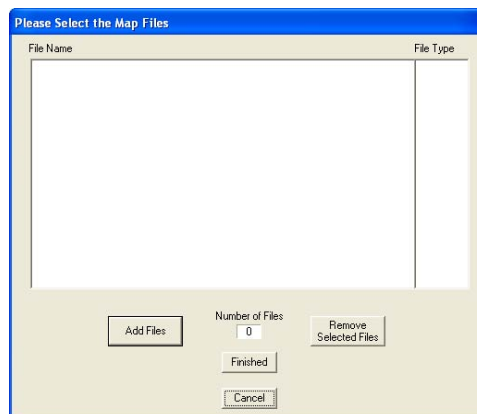 Please Select the Map Files
File Name File Type
Number of Files
Add Files 0 Remove
Selected Files
Finished
Cancel